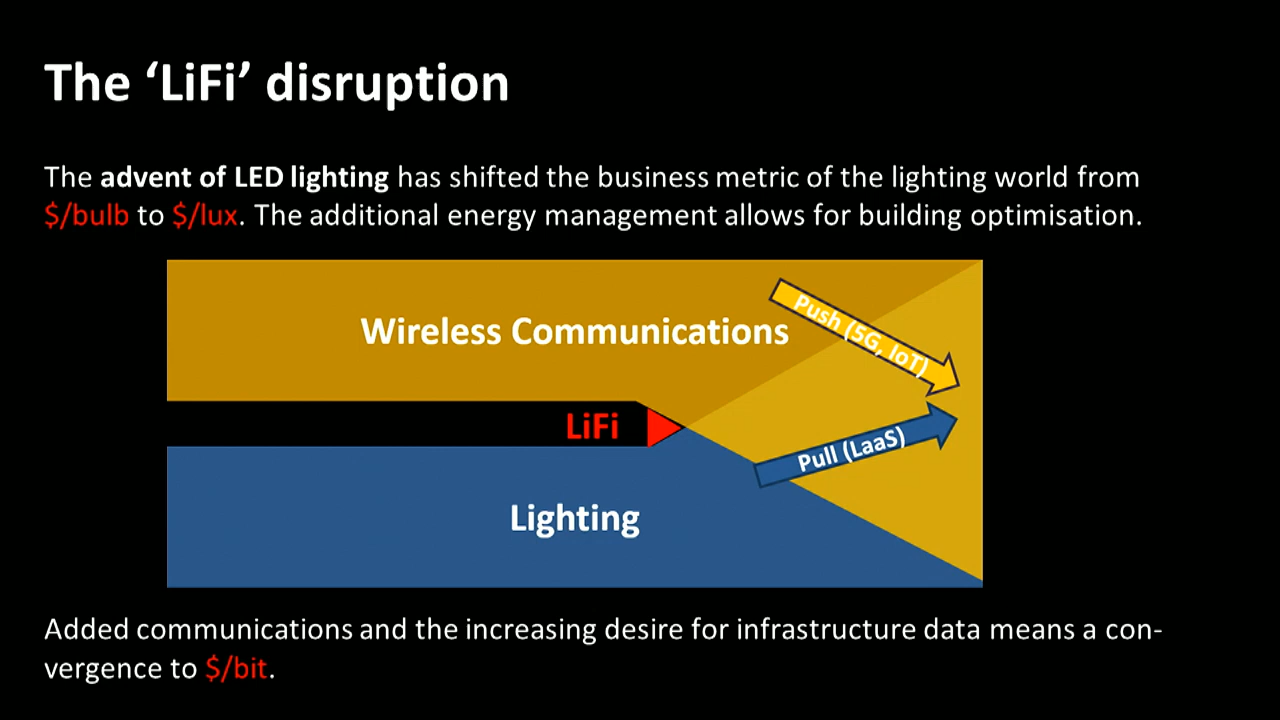 The ‘LiFi’ disruption
The advent of LED lighting has shifted the business metric of the lighting world from
$/bulb to $/lux. The additional energy management allows for building optimisation.
Wireless Communications
Push (5G, IoT)
LiFi
Pull (LaaS)
Lighting
Added communications and the increasing desire for infrastructure data means a con-
vergence to $/bit.